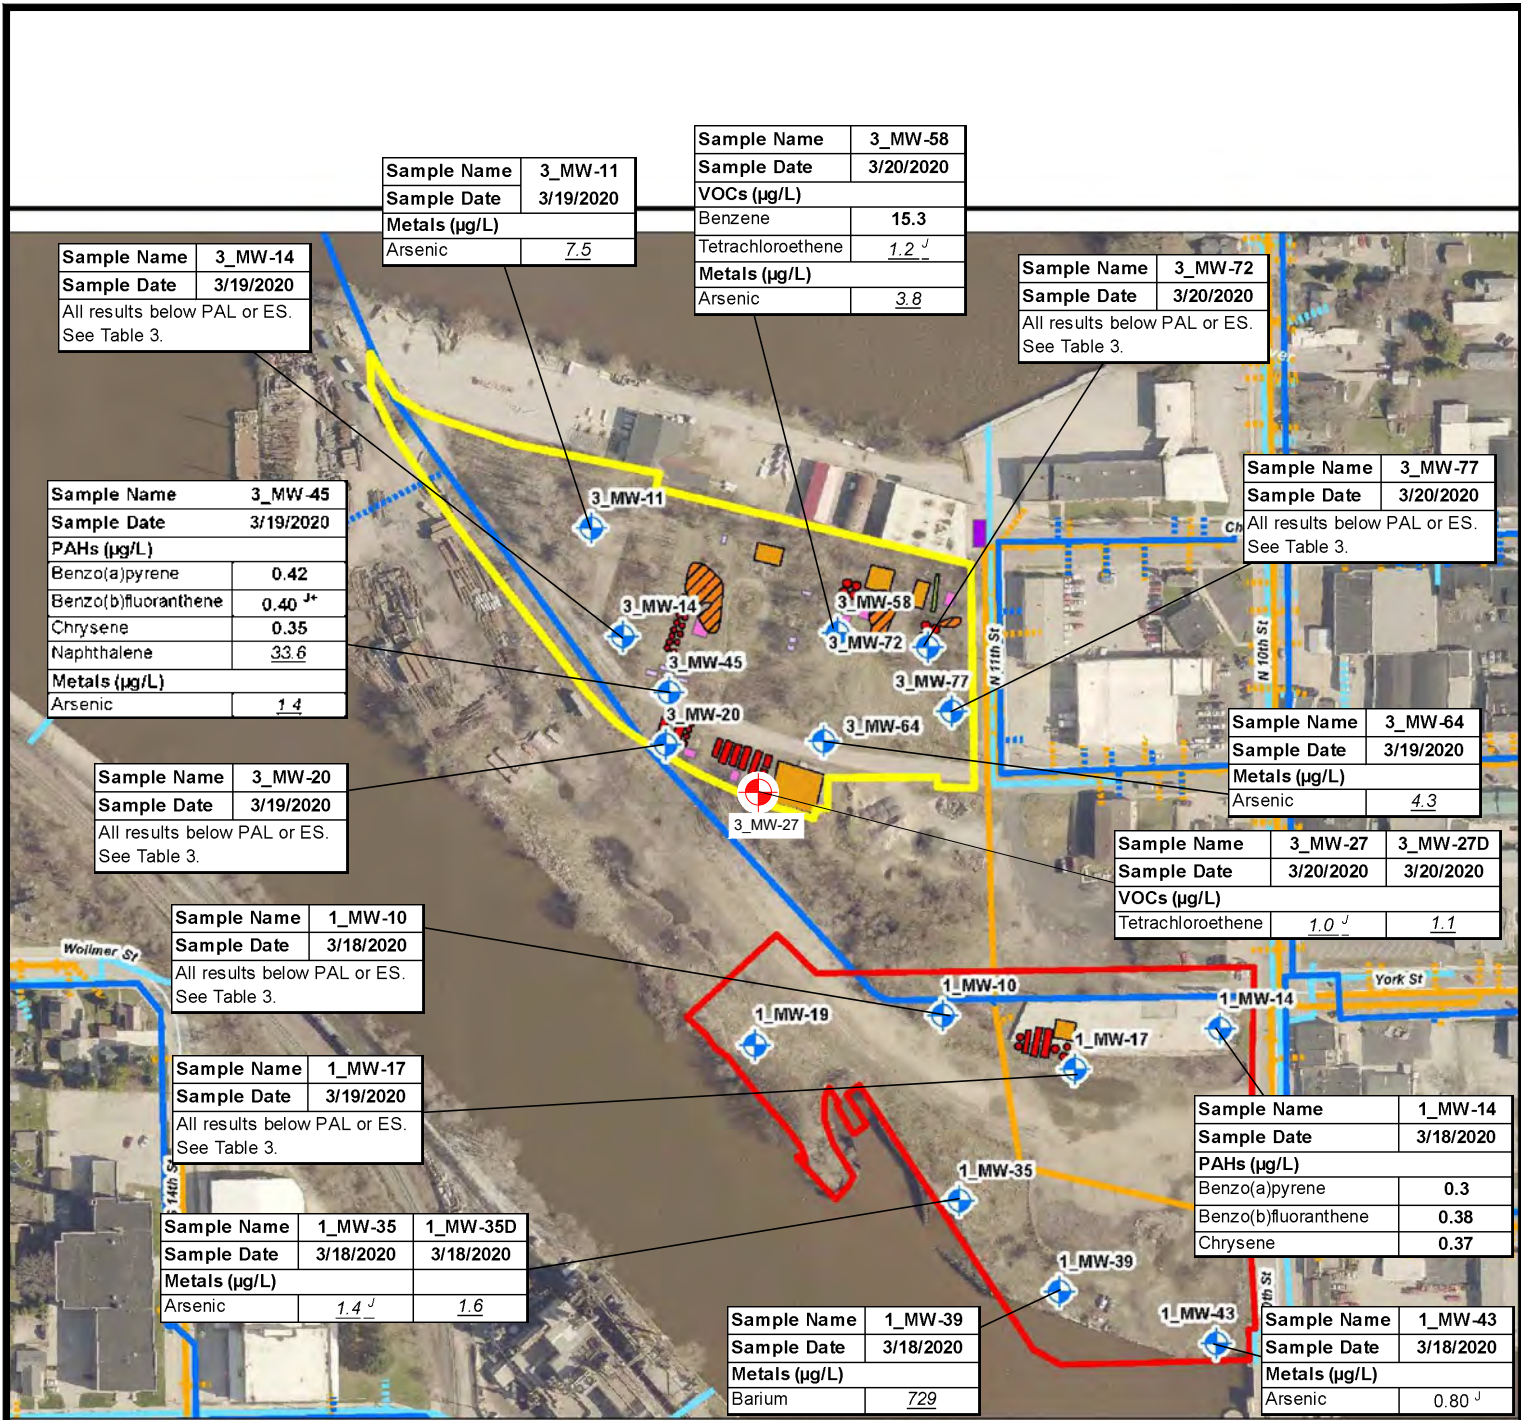 Sample Name 3_MW-58
Sample Date 3/20/2020
VOCs (µg/L)
Benzene 15.3
Tetrachloroethene 1.2 J
Metals (µg/L)
Arsenic 3.8
Sample Name 3_MW-11
Sample Date 3/19/2020
Metals (µg/L)
Arsenic 7.5
Sample Name 3_MW-14
Sample Date 3/19/2020
All results below PAL or ES.
See Table 3.
Sample Name 3_MW-72
Sample Date 3/20/2020
All results below PAL or ES.
See Table 3.
Sample Name 3_MW-77
Sample Date 3/20/2020
All results below PAL or ES.
See Table 3.
Sample Name 3_MW-45
Sample Date 3/19/2020
PAHs (µg/L)
Benzo(a)pyrene 0.42
Benzo(b)fluoranthene 0.40 J+
Chrysene 0.35
Naphthalene 33.6
Metals (µg/L)
Arsenic 1.4
3_MW-11
Ch
3_MW-14
3_MW-58
3_MW-72
3_MW-45
3_MW-77
3_MW-20
3_MW-64
N 11th St
N 10th St
3_MW-27
Sample Name 3_MW-64
Sample Date 3/19/2020
Metals (µg/L)
Arsenic 4.3
Sample Name 3_MW-20
Sample Date 3/19/2020
All results below PAL or ES.
See Table 3.
Sample Name 3_MW-27 3_MW-27D
Sample Date 3/20/2020 3/20/2020
VOCs (µg/L)
Tetrachloroethene 1.0 J 1.1
Sample Name 1_MW-10
Sample Date 3/18/2020
All results below PAL or ES.
See Table 3.
Wollmer St
York St
1_MW-10
1_MW-14
1_MW-19
1_MW-17
Sample Name 1_MW-17
Sample Date 3/19/2020
All results below PAL or ES.
See Table 3.
14th St
Sample Name 1_MW-14
Sample Date 3/18/2020
PAHs (µg/L)
Benzo(a)pyrene 0.3
Benzo(b)fluoranthene 0.38
Chrysene 0.37
1_MW-35
Sample Name 1_MW-35 1_MW-35D
Sample Date 3/18/2020 3/18/2020
Metals (µg/L)
Arsenic 1.4 J 1.6
1_MW-39
1_MW-43
0th St
Sample Name 1_MW-39
Sample Date 3/18/2020
Metals (µg/L)
Barium 729
Sample Name 1_MW-43
Sample Date 3/18/2020
Metals (µg/L)
Arsenic 0.80 J